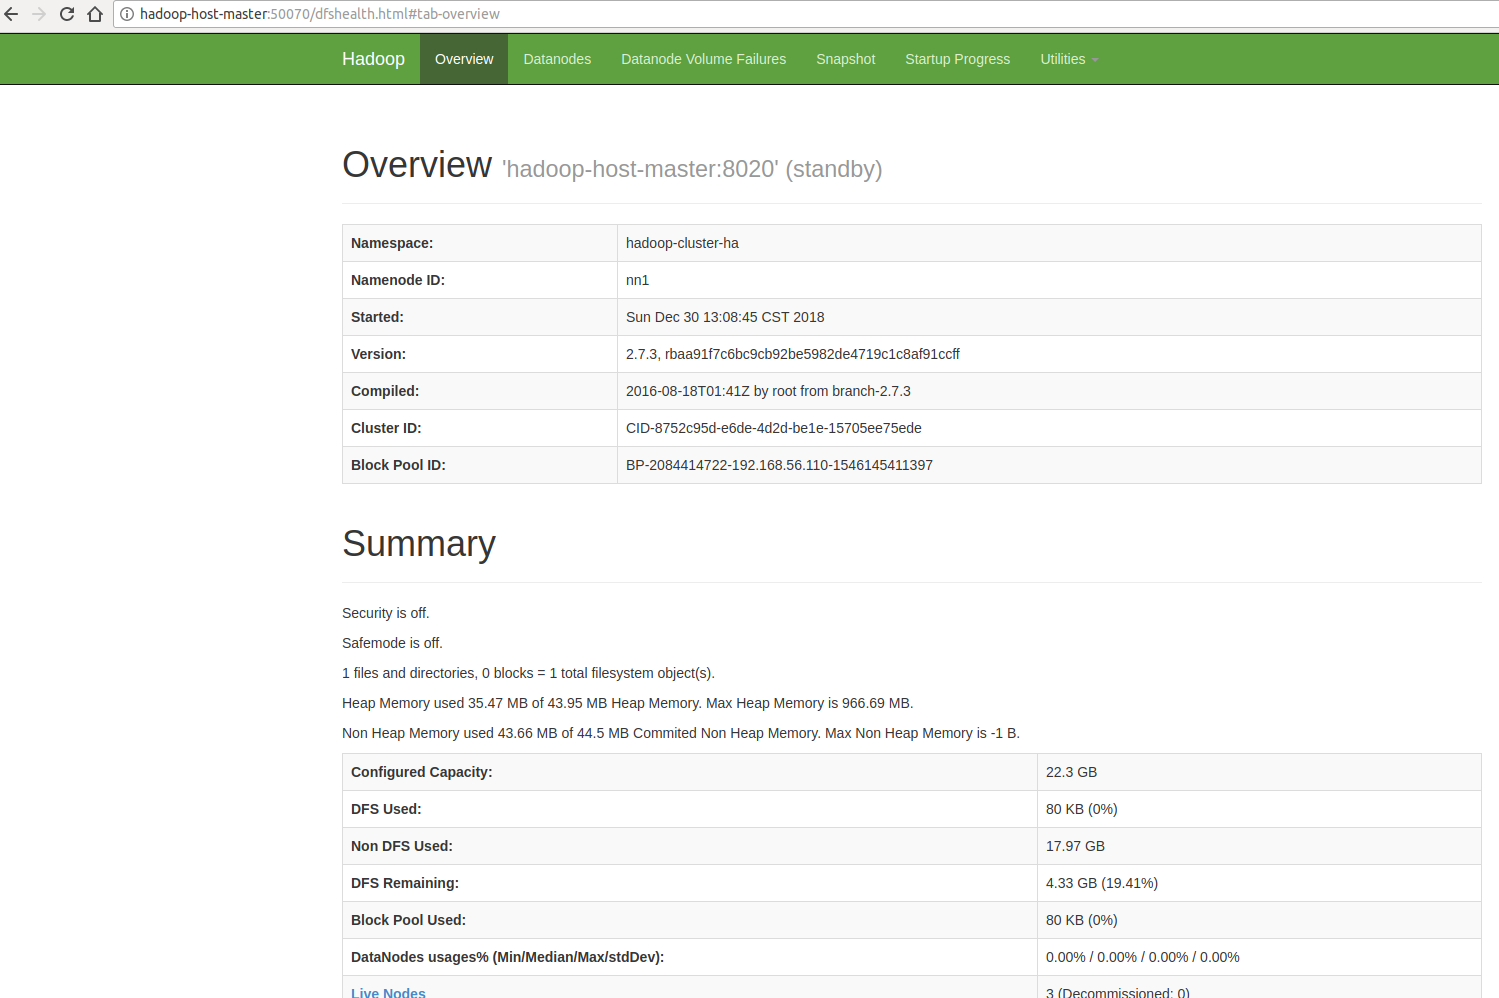 hadoop-host-master:50070/dfshealth.html#tab-overview
Hadoop Overview Datanodes Datanode Volume Failures Snapshot Startup Progress Utilities
Overview 'hadoop-host-master:8020' (standby)
Namespace: hadoop-cluster-ha
Namenode ID: nn1
Started: Sun Dec 30 13:08:45 CST 2018
Version: 2.7.3, rbaa91f7c6bc9cb92be5982de4719c1c8af91ccff
Compiled: 2016-08-18T01:41Z by root from branch-2.7.3
Cluster ID: CID-8752c95d-e6de-4d2d-be1e-15705ee75ede
Block Pool ID: BP-2084414722-192.168.56.110-1546145411397
Summary
Security is off.
Safemode is off.
1 files and directories, 0 blocks = 1 total filesystem object(s).
Heap Memory used 35.47 MB of 43.95 MB Heap Memory. Max Heap Memory is 966.69 MB.
Non Heap Memory used 43.66 MB of 44.5 MB Commited Non Heap Memory. Max Non Heap Memory is -1 B.
Configured Capacity: 22.3 GB
DFS Used: 80 KB (0%)
Non DFS Used: 17.97 GB
DFS Remaining: 4.33 GB (19.41%)
Block Pool Used: 80 KB (0%)
DataNodes usages% (Min/Median/Max/stdDev): 0.00% / 0.00% / 0.00% / 0.00%
Live Nodes 3 (Decommissioned: 0)